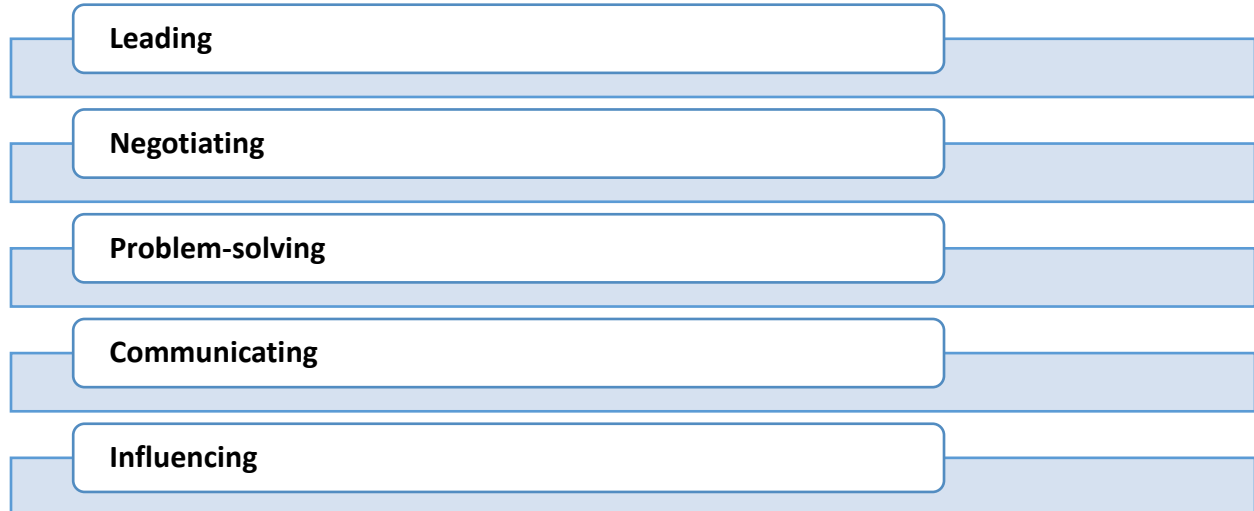 Leading
Negotiating
Problem-solving
Communicating
Influencing